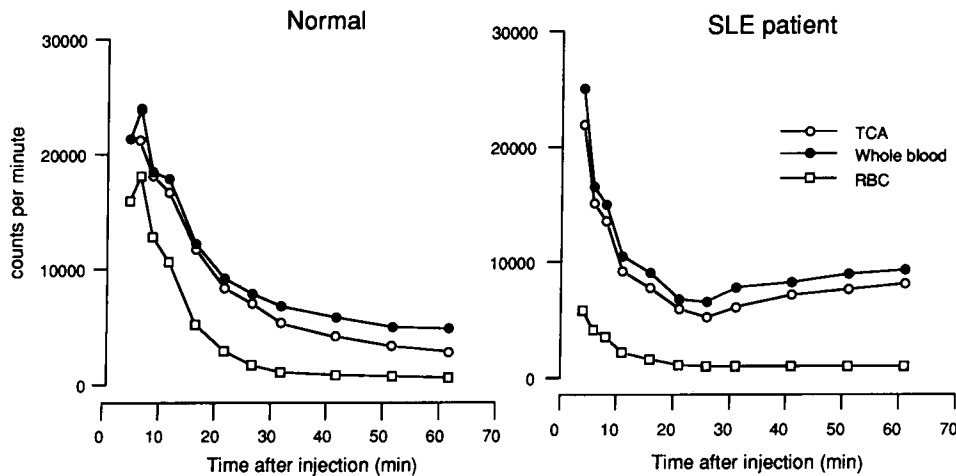 Normal
30000
20000
10000
0
counts per minute
0 10 20 30 40 50 60 70
Time after injection (min)
SLE patient
30000
20000
10000
0
TCA
Whole blood
RBC
0 10 20 30 40 50 60 70
Time after injection (min)